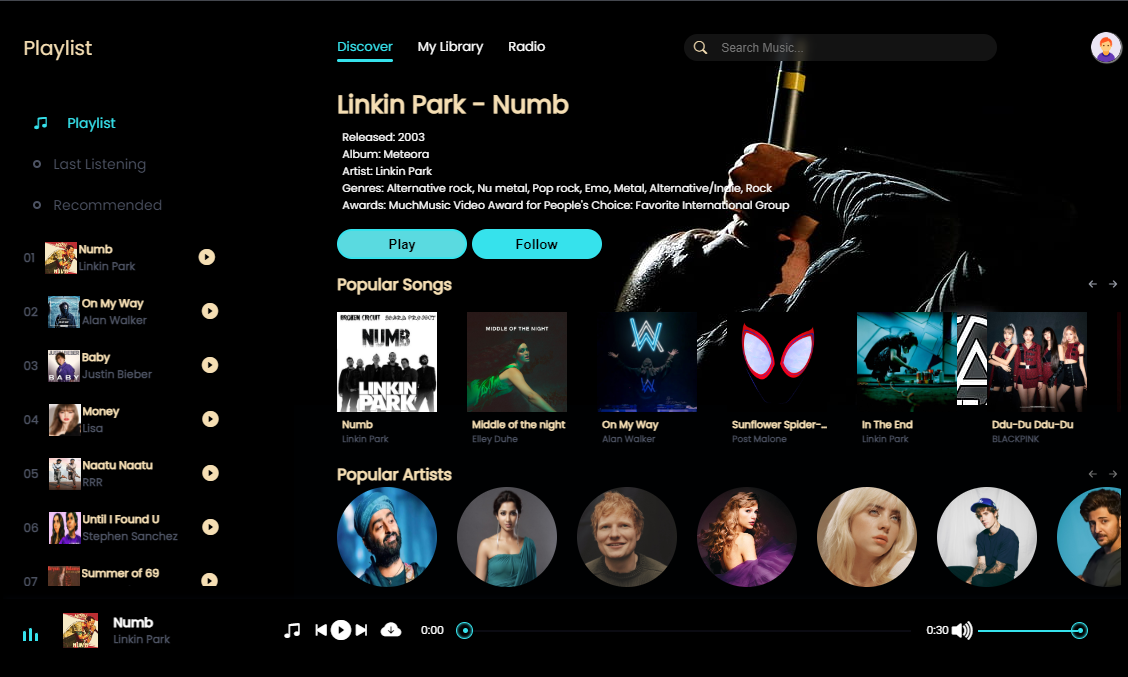 Playlist
Discover
My Library
Radio
Search Music...
Playlist
Last Listening
Recommended
01
Numb
Linkin Park
02
On My Way
Alan Walker
03
Baby
Justin Bieber
BABY
04
Money
Lisa
05
Naatu Naatu
RRR
06
Until I Found U
Stephen Sanchez
07
Summer of 69
Linkin Park - Numb
Released: 2003
Album: Meteora
Artist: Linkin Park
Genres: Alternative rock, Nu metal, Pop rock, Emo, Metal, Alternative/Indie, Rock
Awards: MuchMusic Video Award for People's Choice: Favorite International Group
Play
Follow
Popular Songs
NUMB
LINKIN
PARK
MIDDLE OF THE NIGHT
Numb
Linkin Park
Middle of the night
Elley Duhe
On My Way
Alan Walker
Sunflower Spider-...
Post Malone
In The End
Linkin Park
Ddu-Du Ddu-Du
BLACKPINK
Popular Artists
Numb
Linkin Park
0:00
0:30